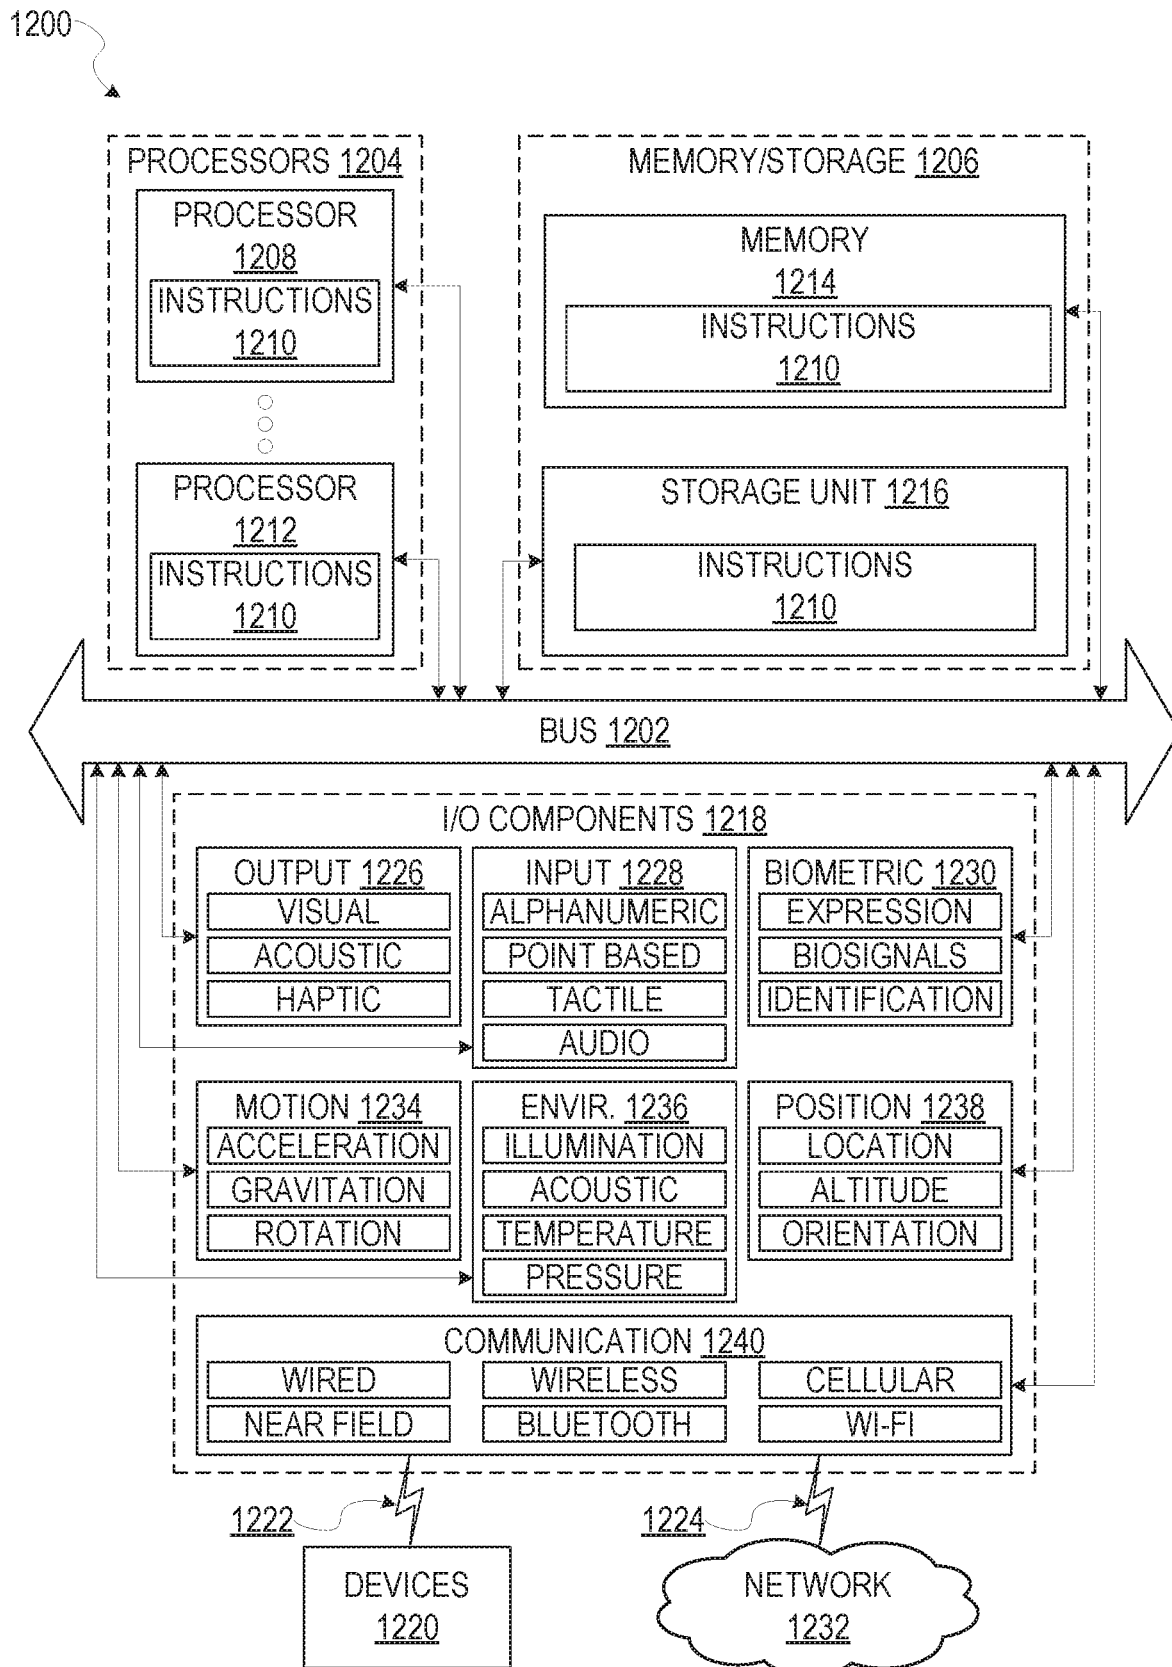 1200
PROCESSORS 1204
PROCESSOR
1208
INSTRUCTIONS
1210
PROCESSOR
1212
INSTRUCTIONS
1210
MEMORY/STORAGE 1206
MEMORY
1214
INSTRUCTIONS
1210
STORAGE UNIT 1216
INSTRUCTIONS
1210
BUS 1202
I/O COMPONENTS 1218
OUTPUT 1226
VISUAL
ACOUSTIC
HAPTIC
INPUT 1228
ALPHANUMERIC
POINT BASED
TACTILE
AUDIO
BIOMETRIC 1230
EXPRESSION
BIOSIGNALS
IDENTIFICATION
MOTION 1234
ACCELERATION
GRAVITATION
ROTATION
ENVIR. 1236
ILLUMINATION
ACOUSTIC
TEMPERATURE
PRESSURE
POSITION 1238
LOCATION
ALTITUDE
ORIENTATION
COMMUNICATION 1240
WIRED
WIRELESS
CELLULAR
NEAR FIELD
BLUETOOTH
WI-FI
1222
1224
DEVICES
1220
NETWORK
1232